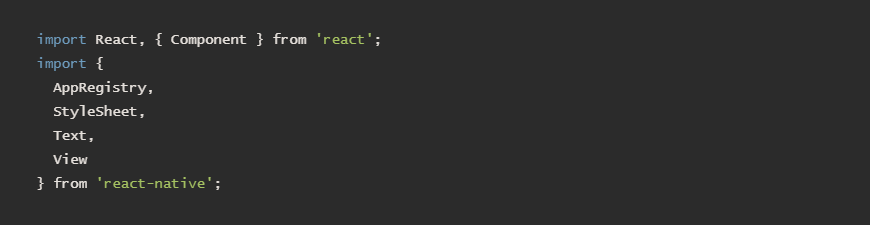 import React, { Component } from 'react';
import {
  AppRegistry,
  StyleSheet,
  Text,
  View
} from 'react-native';